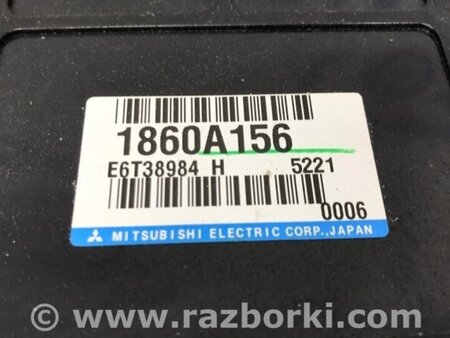 1860A156
E6T38984 H 5221
0006
MITSUBISHI ELECTRIC CORP., JAPAN
© www.razborki.com